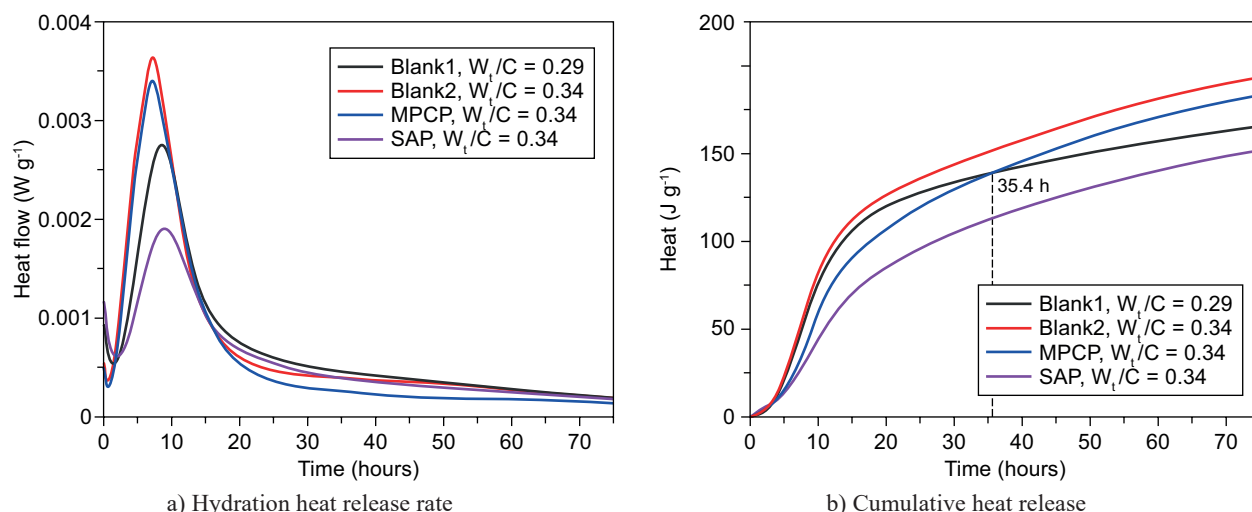 0.004
0.003
0.002
0.001
0
Heat flow (W g⁻¹)
Blank1, Wₜ/C = 0.29
Blank2, Wₜ/C = 0.34
MPCP, Wₜ/C = 0.34
SAP, Wₜ/C = 0.34
0 10 20 30 40 50 60 70
Time (hours)
a) Hydration heat release rate
200
150
100
50
0
Heat (J g⁻¹)
35.4 h
Blank1, Wₜ/C = 0.29
Blank2, Wₜ/C = 0.34
MPCP, Wₜ/C = 0.34
SAP, Wₜ/C = 0.34
0 10 20 30 40 50 60 70
Time (hours)
b) Cumulative heat release